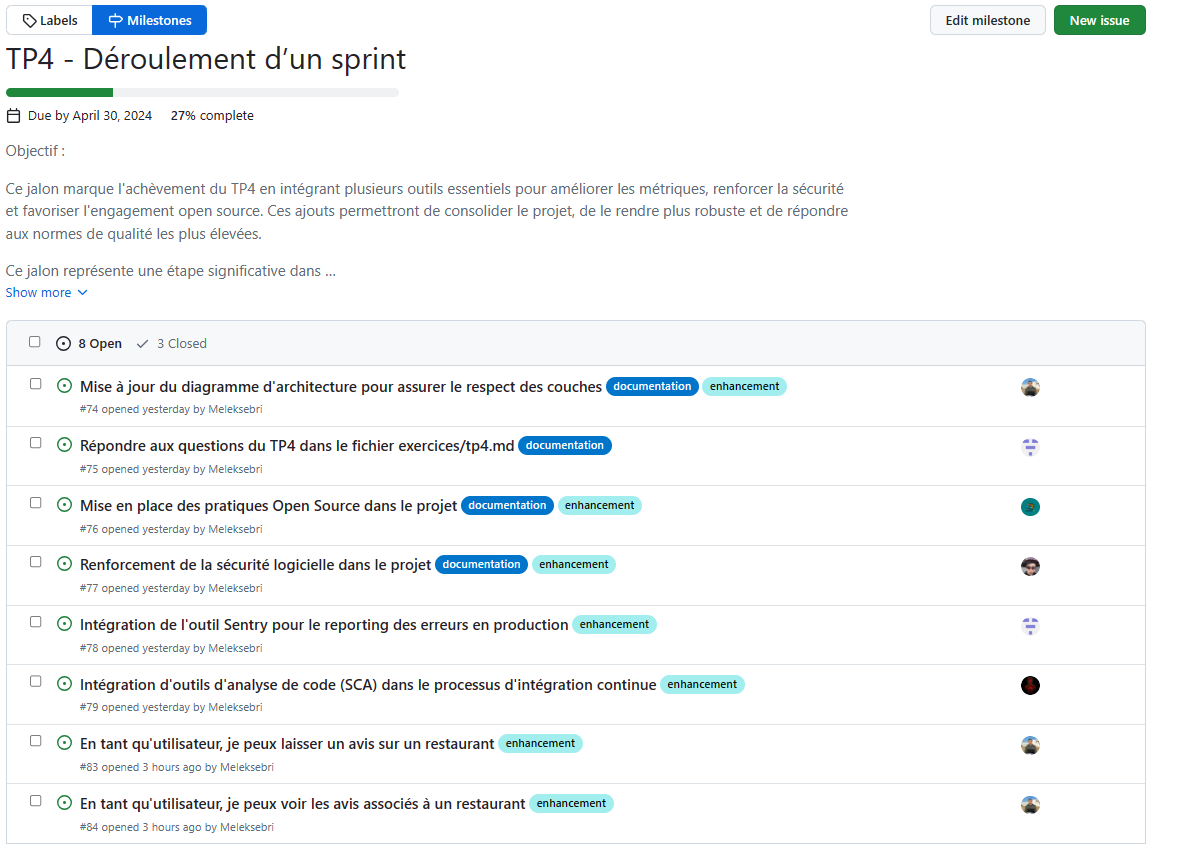 Labels Milestones Edit milestone New issue
TP4 - Déroulement d’un sprint
Due by April 30, 2024 27% complete
Objectif :
Ce jalon marque l'achèvement du TP4 en intégrant plusieurs outils essentiels pour améliorer les métriques, renforcer la sécurité
et favoriser l'engagement open source. Ces ajouts permettront de consolider le projet, de le rendre plus robuste et de répondre
aux normes de qualité les plus élevées.
Ce jalon représente une étape significative dans ...
Show more
8 Open 3 Closed
Mise à jour du diagramme d'architecture pour assurer le respect des couches documentation enhancement
#74 opened yesterday by Meleksebri
Répondre aux questions du TP4 dans le fichier exercices/tp4.md documentation
#75 opened yesterday by Meleksebri
Mise en place des pratiques Open Source dans le projet documentation enhancement
#76 opened yesterday by Meleksebri
Renforcement de la sécurité logicielle dans le projet documentation enhancement
#77 opened yesterday by Meleksebri
Intégration de l'outil Sentry pour le reporting des erreurs en production enhancement
#78 opened yesterday by Meleksebri
Intégration d'outils d'analyse de code (SCA) dans le processus d'intégration continue enhancement
#79 opened yesterday by Meleksebri
En tant qu'utilisateur, je peux laisser un avis sur un restaurant enhancement
#83 opened 3 hours ago by Meleksebri
En tant qu'utilisateur, je peux voir les avis associés à un restaurant enhancement
#84 opened 3 hours ago by Meleksebri